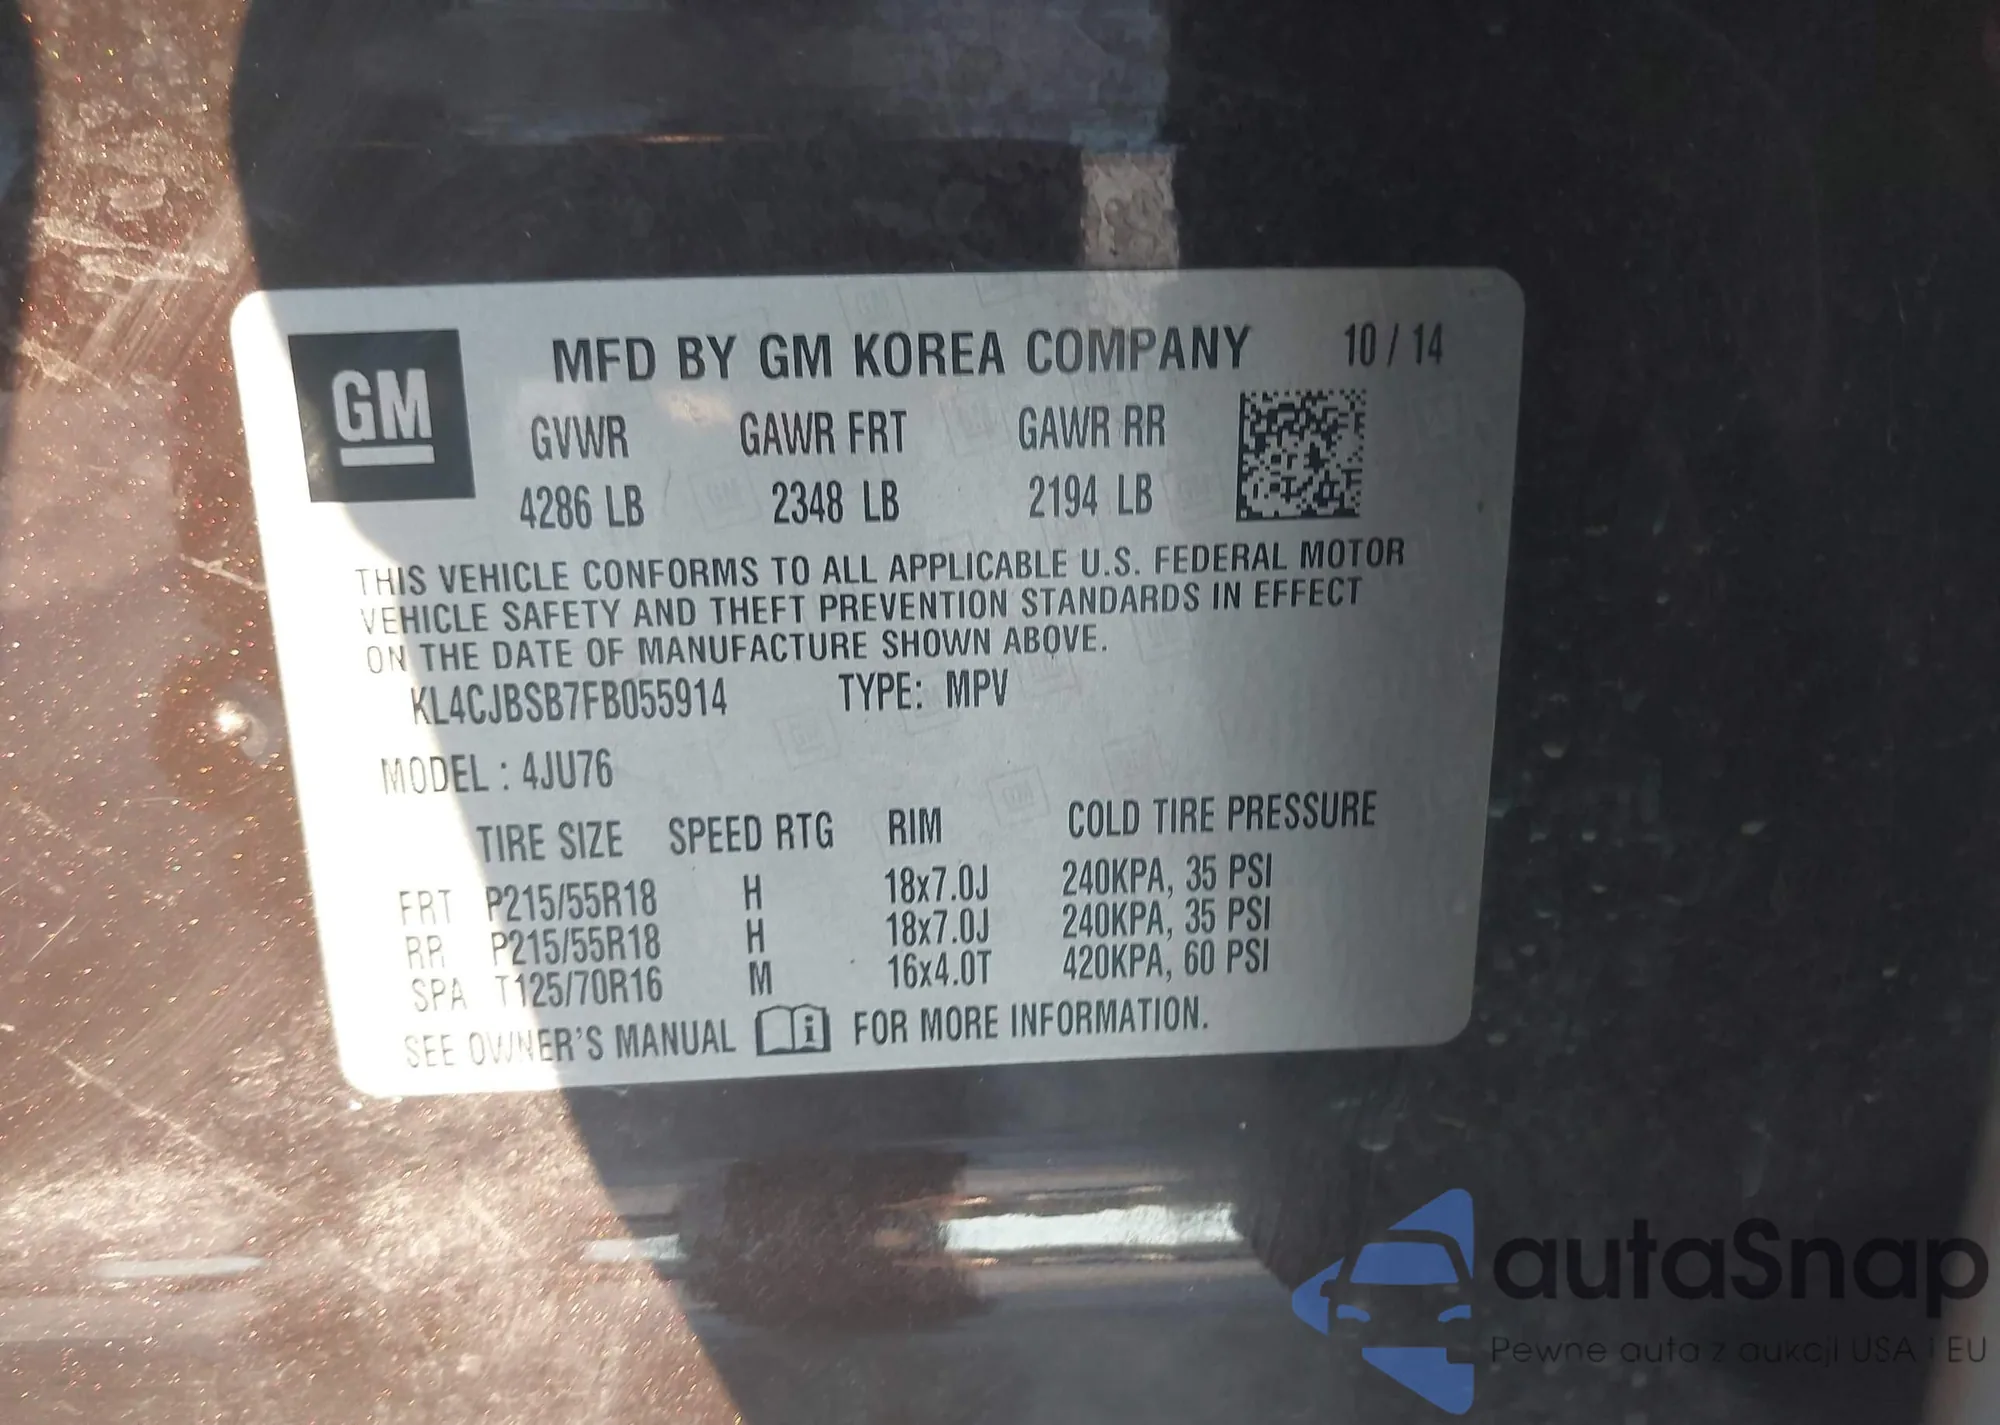 GM
MFD BY GM KOREA COMPANY 10 / 14
GVWR GAWR FRT GAWR RR
4286 LB 2348 LB 2194 LB
THIS VEHICLE CONFORMS TO ALL APPLICABLE U.S. FEDERAL MOTOR
VEHICLE SAFETY AND THEFT PREVENTION STANDARDS IN EFFECT
ON THE DATE OF MANUFACTURE SHOWN ABOVE.
KL4CJBSB7FB055914 TYPE: MPV
MODEL : 4JU76
TIRE SIZE SPEED RTG RIM COLD TIRE PRESSURE
FRT P215/55R18 H 18x7.0J 240KPA, 35 PSI
RR P215/55R18 H 18x7.0J 240KPA, 35 PSI
SPA T125/70R16 M 16x4.0T 420KPA, 60 PSI
SEE OWNER'S MANUAL FOR MORE INFORMATION.
autaSnap
Pewne auta z aukcji USA i EU